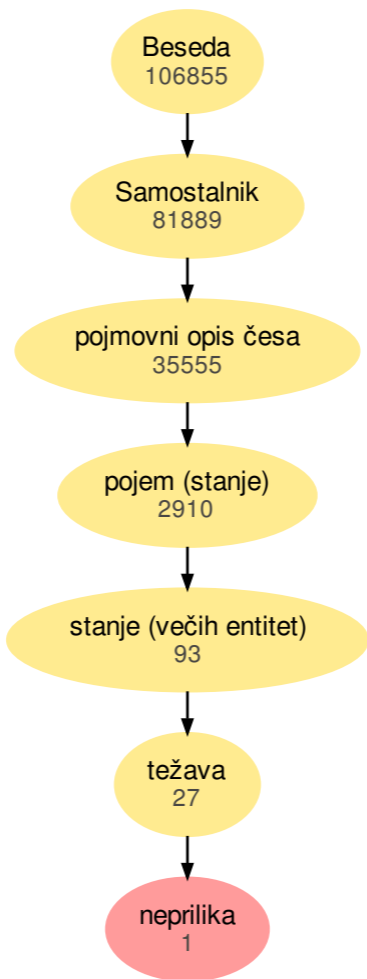 Beseda
106855
Samostalnik
81889
pojmovni opis česa
35555
pojem (stanje)
2910
stanje (večih entitet)
93
težava
27
neprilika
1